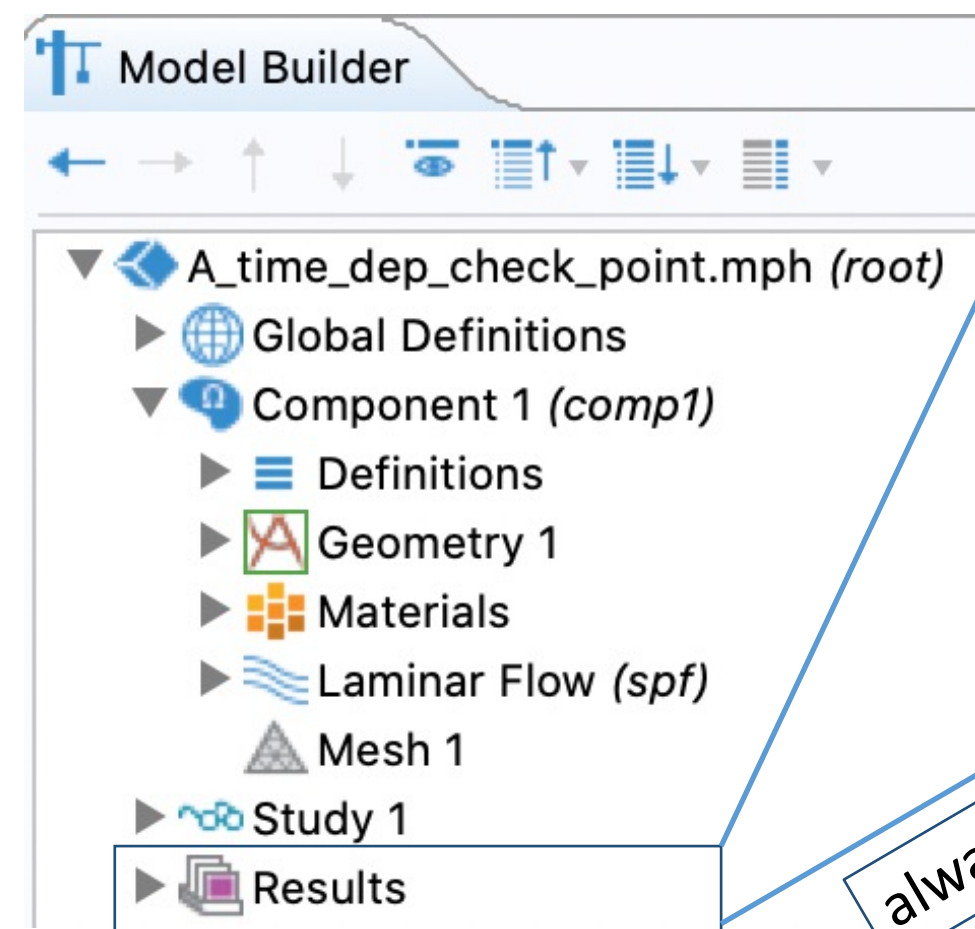 Model Builder
A_time_dep_check_point.mph (root)
Global Definitions
Component 1 (comp1)
Definitions
Geometry 1
Materials
Laminar Flow (spf)
Mesh 1
Study 1
Results